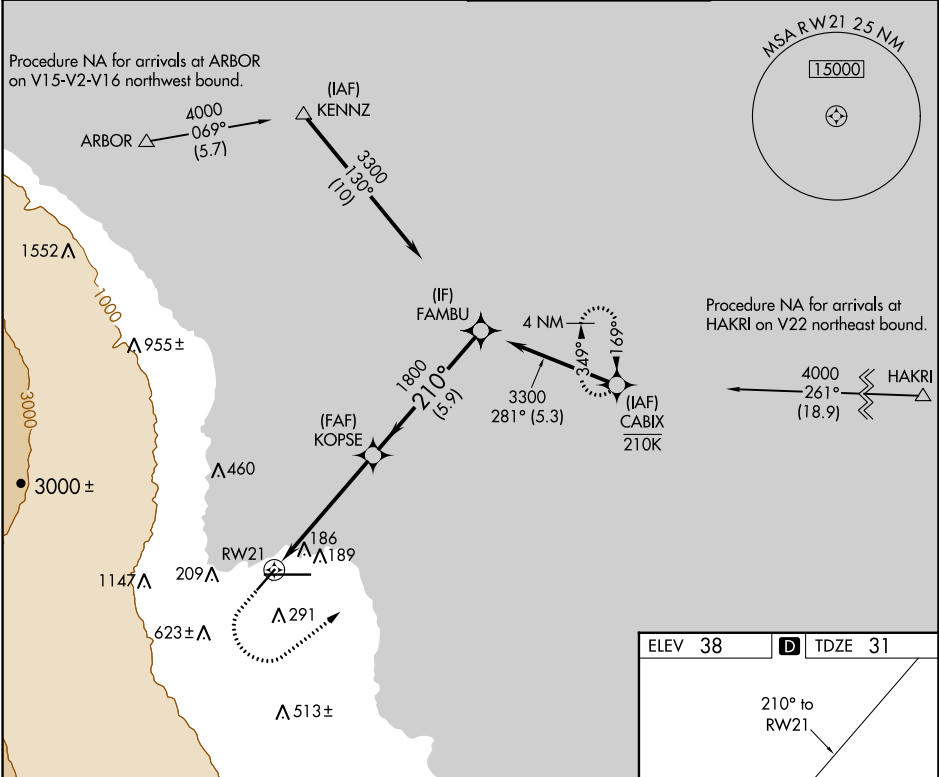 Procedure NA for arrivals at ARBOR
on V15-V2-V16 northwest bound.
(IAF)
KENNZ
ARBOR
4000
069°
(5.7)
3300
130°
(10)
MSA RW21 25 NM
15000
1552
1000
955±
3000
3000±
460
(IF)
FAMBU
4 NM
349°
169°
Procedure NA for arrivals at
HAKRI on V22 northeast bound.
1800
210°
(5.9)
3300
281° (5.3)
(IAF)
CABIX
210K
4000
261°
(18.9)
HAKRI
(FAF)
KOPSE
RW21
186
189
209
1147
291
623±
513±
ELEV 38
D
TDZE 31
210° to
RW21